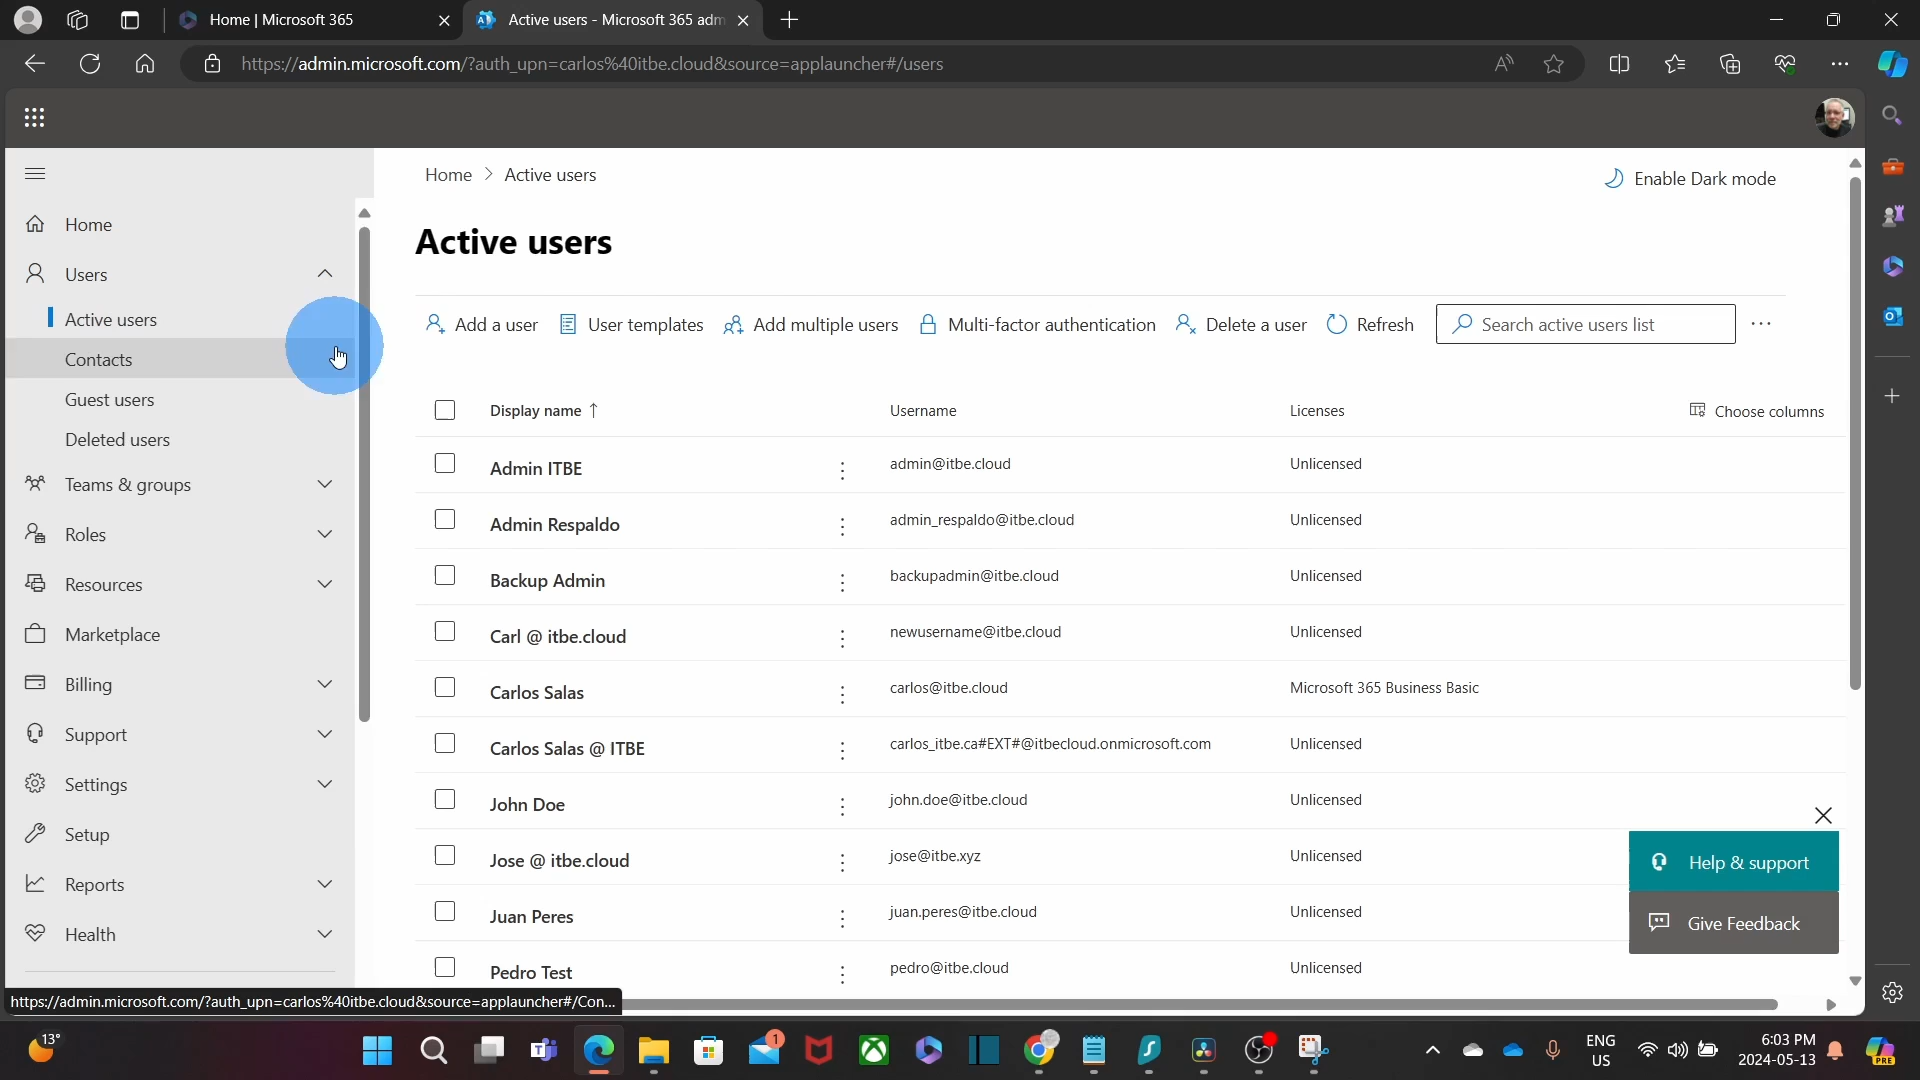 Home | Microsoft 365
Active users - Microsoft 365 adm
https://admin.microsoft.com/?auth_upn=carlos%40itbe.cloud&source=applauncher#/users
Home > Active users
Enable Dark mode
Home
Users
Active users
Contacts
Guest users
Deleted users
Teams & groups
Roles
Resources
Marketplace
Billing
Support
Settings
Setup
Reports
Health
Active users
Add a user
User templates
Add multiple users
Multi-factor authentication
Delete a user
Refresh
Search active users list
Display name ↑ Username Licenses Choose columns
Admin ITBE admin@itbe.cloud Unlicensed
Admin Respaldo admin_respaldo@itbe.cloud Unlicensed
Backup Admin backupadmin@itbe.cloud Unlicensed
Carl @ itbe.cloud newusername@itbe.cloud Unlicensed
Carlos Salas carlos@itbe.cloud Microsoft 365 Business Basic
Carlos Salas @ ITBE carlos_itbe.ca#EXT#@itbecloud.onmicrosoft.com Unlicensed
John Doe john.doe@itbe.cloud Unlicensed
Jose @ itbe.cloud jose@itbe.xyz Unlicensed
Juan Peres juan.peres@itbe.cloud Unlicensed
Pedro Test pedro@itbe.cloud Unlicensed
Help & support
Give Feedback
https://admin.microsoft.com/?auth_upn=carlos%40itbe.cloud&source=applauncher#/Con...
13°
1
ENG
US
6:03 PM
2024-05-13
PRE